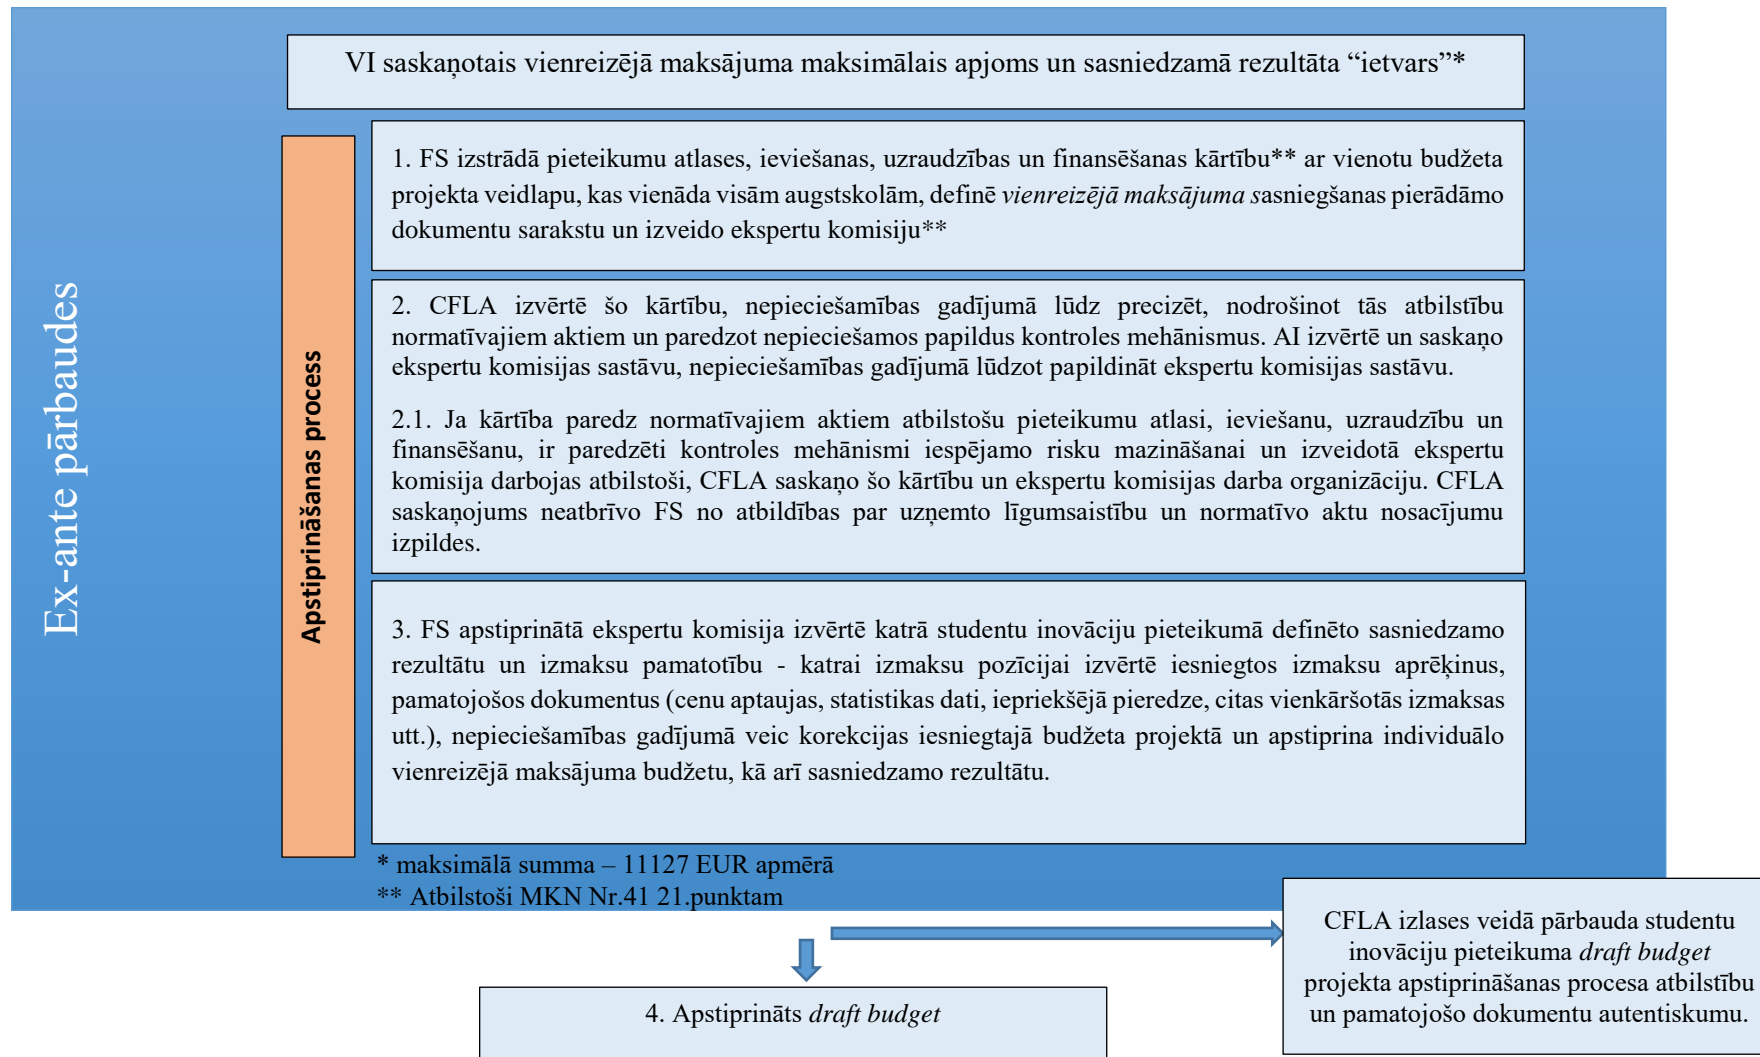 VI saskaņotais vienreizējā maksājuma maksimālais apjoms un sasniedzamā rezultāta “ietvars”*
Ex-ante pārbaudes
Apstiprināšanas process
1. FS izstrādā pieteikumu atlases, ieviešanas, uzraudzības un finansēšanas kārtību** ar vienotu budžeta
projekta veidlapu, kas vienāda visām augstskolām, definē vienreizējā maksājuma sasniegšanas pierādāmo
dokumentu sarakstu un izveido ekspertu komisiju**
2. CFLA izvērtē šo kārtību, nepieciešamības gadījumā lūdz precizēt, nodrošinot tās atbilstību
normatīvajiem aktiem un paredzot nepieciešamos papildus kontroles mehānismus. AI izvērtē un saskaņo
ekspertu komisijas sastāvu, nepieciešamības gadījumā lūdzot papildināt ekspertu komisijas sastāvu.
2.1. Ja kārtība paredz normatīvajiem aktiem atbilstošu pieteikumu atlasi, ieviešanu, uzraudzību un
finansēšanu, ir paredzēti kontroles mehānismi iespējamo risku mazināšanai un izveidotā ekspertu
komisija darbojas atbilstoši, CFLA saskaņo šo kārtību un ekspertu komisijas darba organizāciju. CFLA
saskaņojums neatbrīvo FS no atbildības par uzņemto līgumsaistību un normatīvo aktu nosacījumu
izpildes.
3. FS apstiprinātā ekspertu komisija izvērtē katrā studentu inovāciju pieteikumā definēto sasniedzamo
rezultātu un izmaksu pamatotību - katrai izmaksu pozīcijai izvērtē iesniegtos izmaksu aprēķinus,
pamatojošos dokumentus (cenu aptaujas, statistikas dati, iepriekšējā pieredze, citas vienkāršotās izmaksas
utt.), nepieciešamības gadījumā veic korekcijas iesniegtajā budžeta projektā un apstiprina individuālo
vienreizējā maksājuma budžetu, kā arī sasniedzamo rezultātu.
* maksimālā summa – 11127 EUR apmērā
** Atbilstoši MKN Nr.41 21.punktam
CFLA izlases veidā pārbauda studentu
inovāciju pieteikuma draft budget
projekta apstiprināšanas procesa atbilstību
un pamatojošo dokumentu autentiskumu.
4. Apstiprināts draft budget